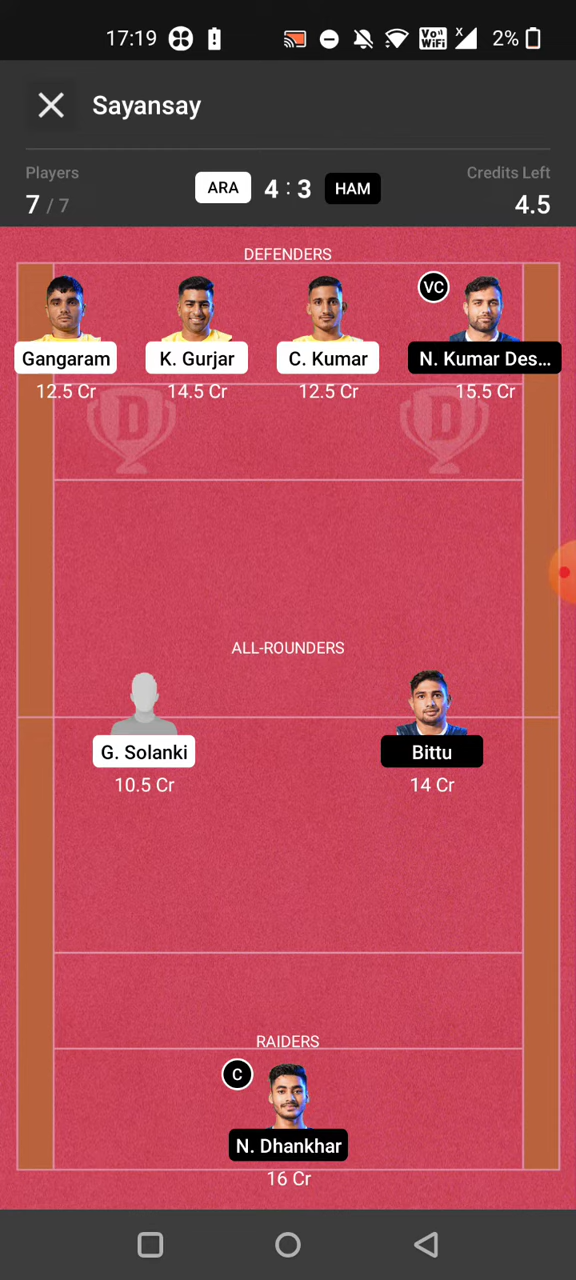 17:19 Vo WiFi X 2%
Sayansay
Players
Credits Left
7 / 7
ARA 4 : 3 HAM
4.5
DEFENDERS
VC
Gangaram K. Gurjar C. Kumar N. Kumar Des...
12.5 Cr 14.5 Cr 12.5 Cr 15.5 Cr
D D
ALL-ROUNDERS
G. Solanki Bittu
10.5 Cr 14 Cr
RAIDERS
C
N. Dhankhar
16 Cr